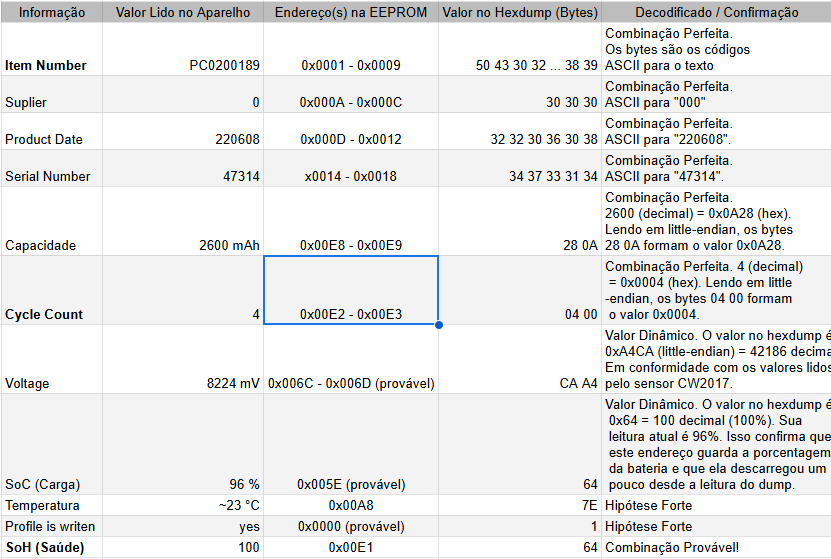 Informação Valor Lido no Aparelho Endereço(s) na EEPROM Valor no Hexdump (Bytes) Decodificado / Confirmação
Combinação Perfeita.
Os bytes são os códigos
Item Number PC0200189 0x0001 - 0x0009 50 43 30 32 ... 38 39 ASCII para o texto
Combinação Perfeita.
Suplier 0 0x000A - 0x000C 30 30 30 ASCII para "000"
Combinação Perfeita.
Product Date 220608 0x000D - 0x0012 32 32 30 36 30 38 ASCII para "220608".
Combinação Perfeita.
Serial Number 47314 x0014 - 0x0018 34 37 33 31 34 ASCII para "47314".
Combinação Perfeita.
2600 (decimal) = 0x0A28 (hex).
Lendo em little-endian, os bytes
Capacidade 2600 mAh 0x00E8 - 0x00E9 28 0A 28 0A formam o valor 0x0A28.
Combinação Perfeita. 4 (decimal)
= 0x0004 (hex). Lendo em little
-endian, os bytes 04 00 formam
Cycle Count 4 0x00E2 - 0x00E3 04 00 o valor 0x0004.
Valor Dinâmico. O valor no hexdump é
0xA4CA (little-endian) = 42186 decima
Em conformidade com os valores lidos
Voltage 8224 mV 0x006C - 0x006D (provável) CA A4 pelo sensor CW2017.
Valor Dinâmico. O valor no hexdump é
0x64 = 100 decimal (100%). Sua
leitura atual é 96%. Isso confirma que
este endereço guarda a porcentagem
da bateria e que ela descarregou um
SoC (Carga) 96 % 0x005E (provável) 64 pouco desde a leitura do dump.
Temperatura ~23 °C 0x00A8 7E Hipótese Forte
Profile is writen yes 0x0000 (provável) 1 Hipótese Forte
SoH (Saúde) 100 0x00E1 64 Combinação Provável!